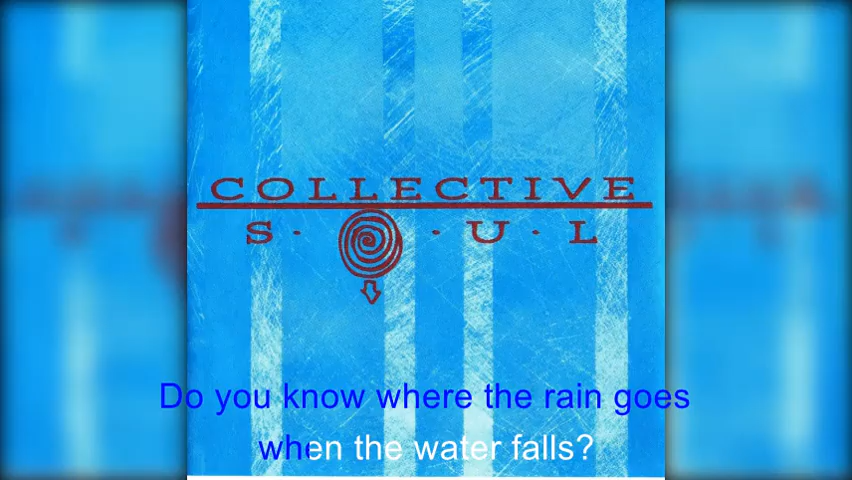 COLLECTIVE
S· ·U·L
Do you know where the rain goes
when the water falls?